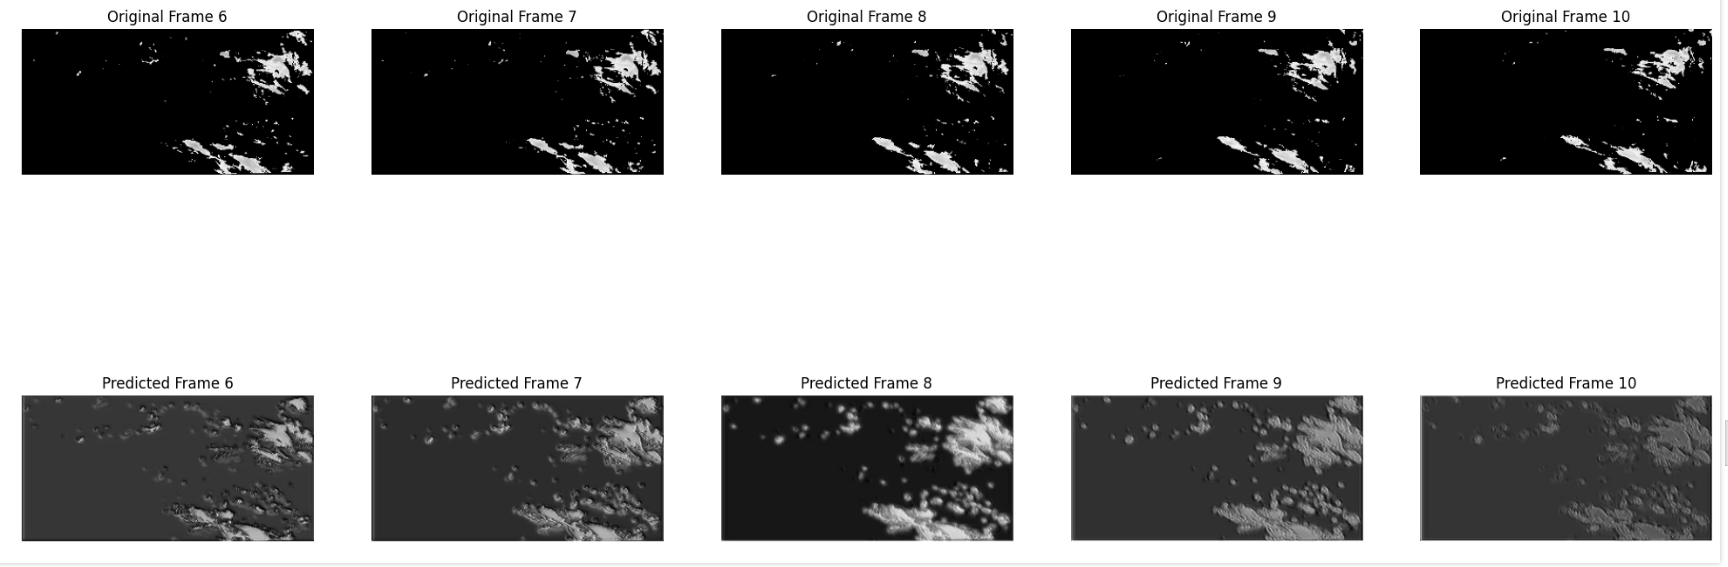 Original Frame 6
Original Frame 7
Original Frame 8
Original Frame 9
Original Frame 10
Predicted Frame 6
Predicted Frame 7
Predicted Frame 8
Predicted Frame 9
Predicted Frame 10